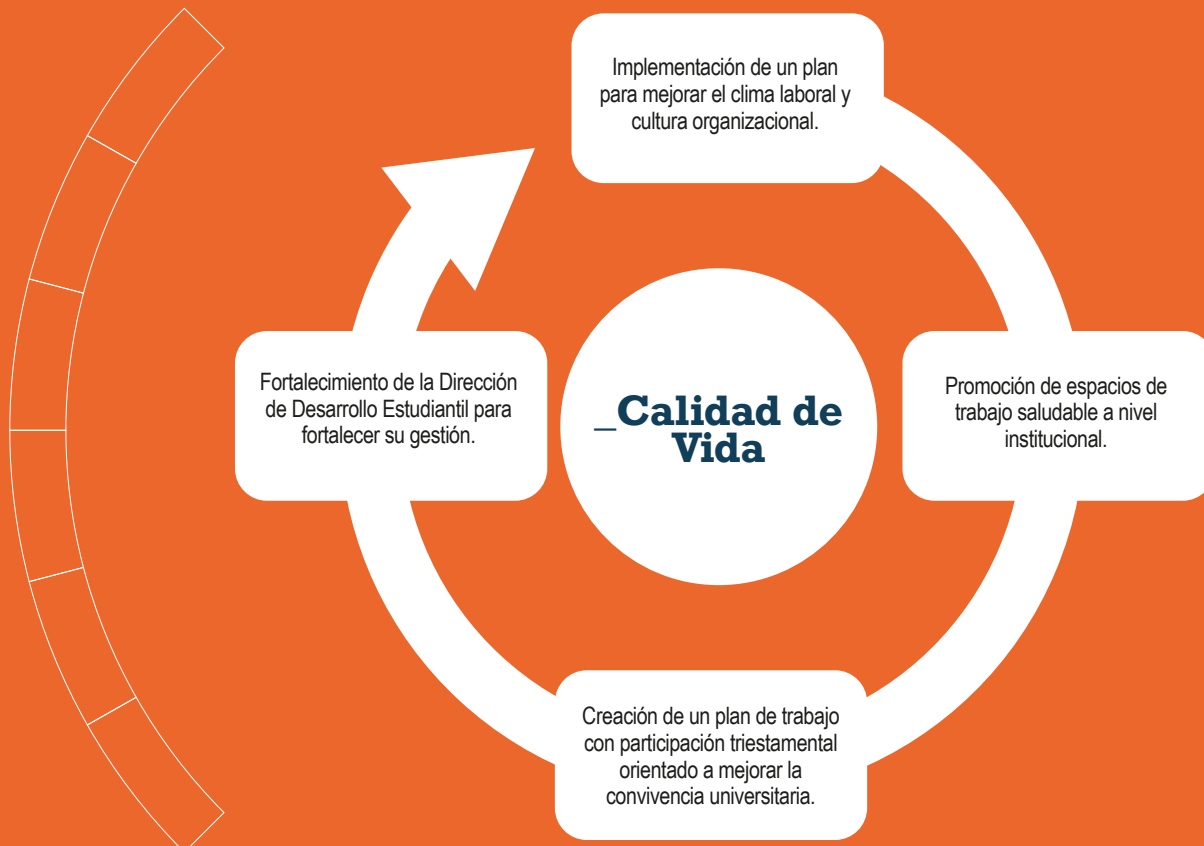 Implementación de un plan
para mejorar el clima laboral y
cultura organizacional.
Fortalecimiento de la Dirección
de Desarrollo Estudiantil para
fortalecer su gestión.
_Calidad de
Vida
Promoción de espacios de
trabajo saludable a nivel
institucional.
Creación de un plan de trabajo
con participación triestamental
orientado a mejorar la
convivencia universitaria.